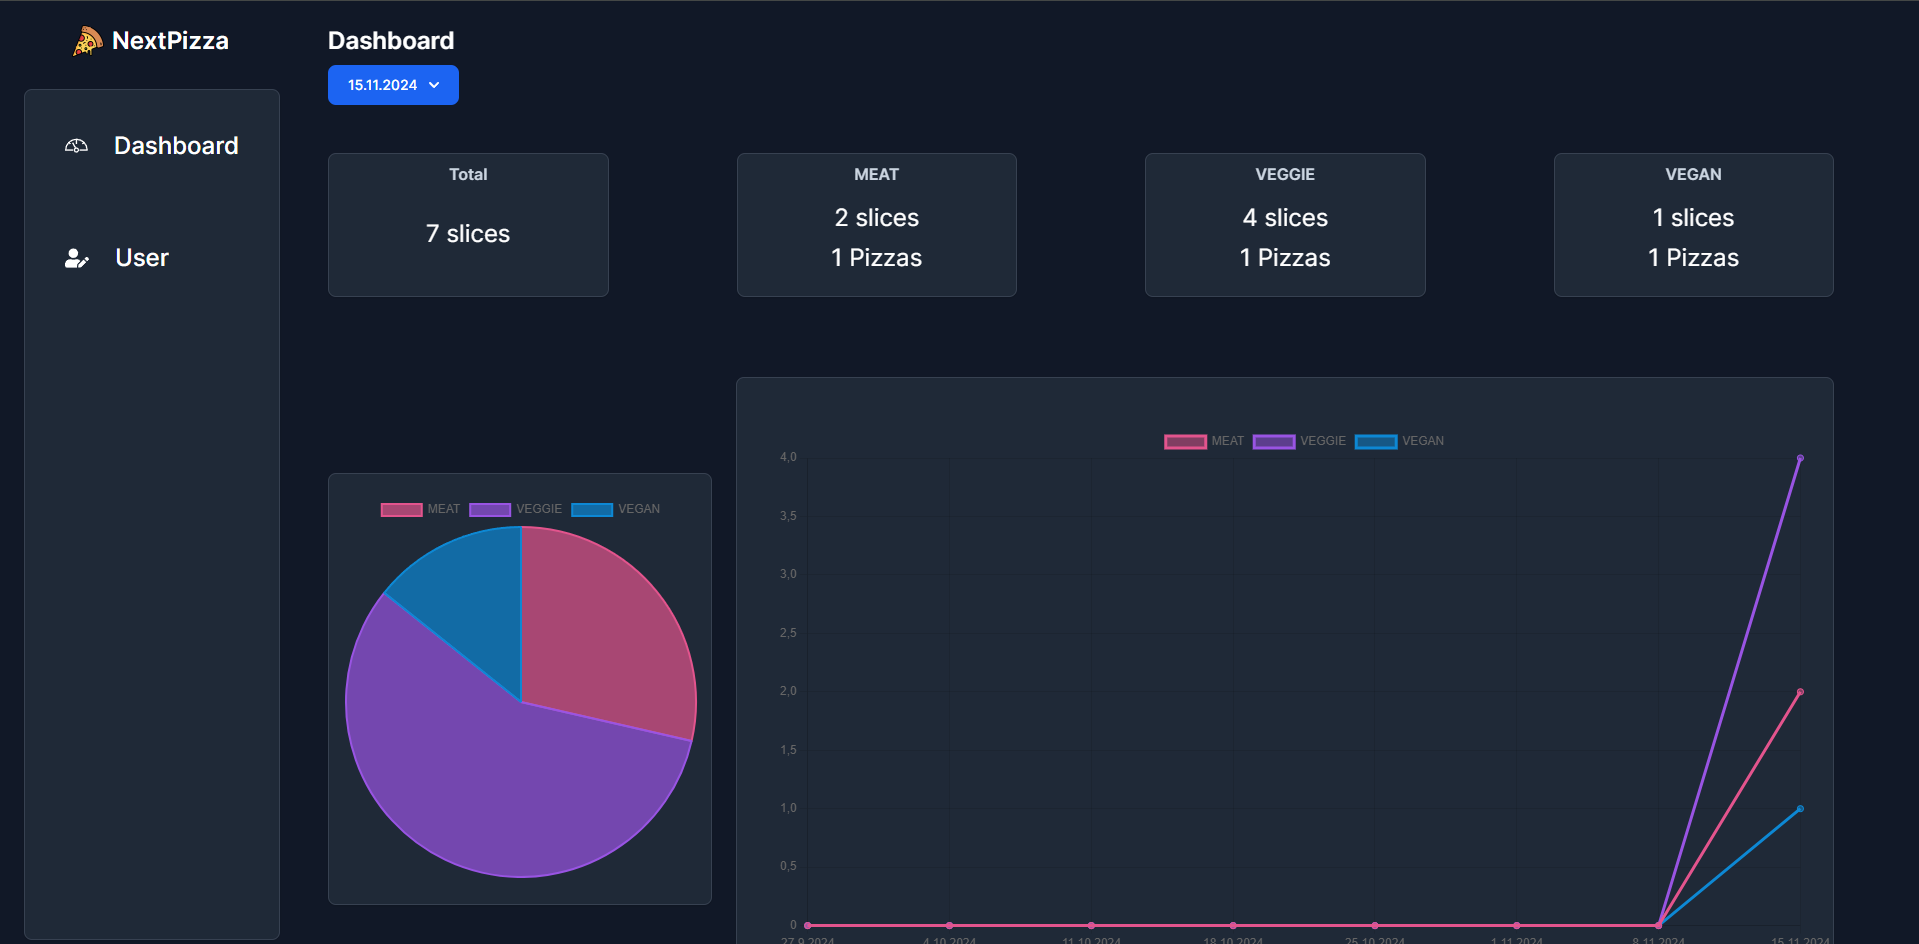 NextPizza
Dashboard
User
Dashboard
15.11.2024
Total
7 slices
MEAT
2 slices
1 Pizzas
VEGGIE
4 slices
1 Pizzas
VEGAN
1 slices
1 Pizzas
MEAT VEGGIE VEGAN
MEAT VEGGIE VEGAN
4,0
3,5
3,0
2,5
2,0
1,5
1,0
0,5
0
27.9.2024 4.10.2024 11.10.2024 18.10.2024 25.10.2024 1.11.2024 8.11.2024 15.11.2024